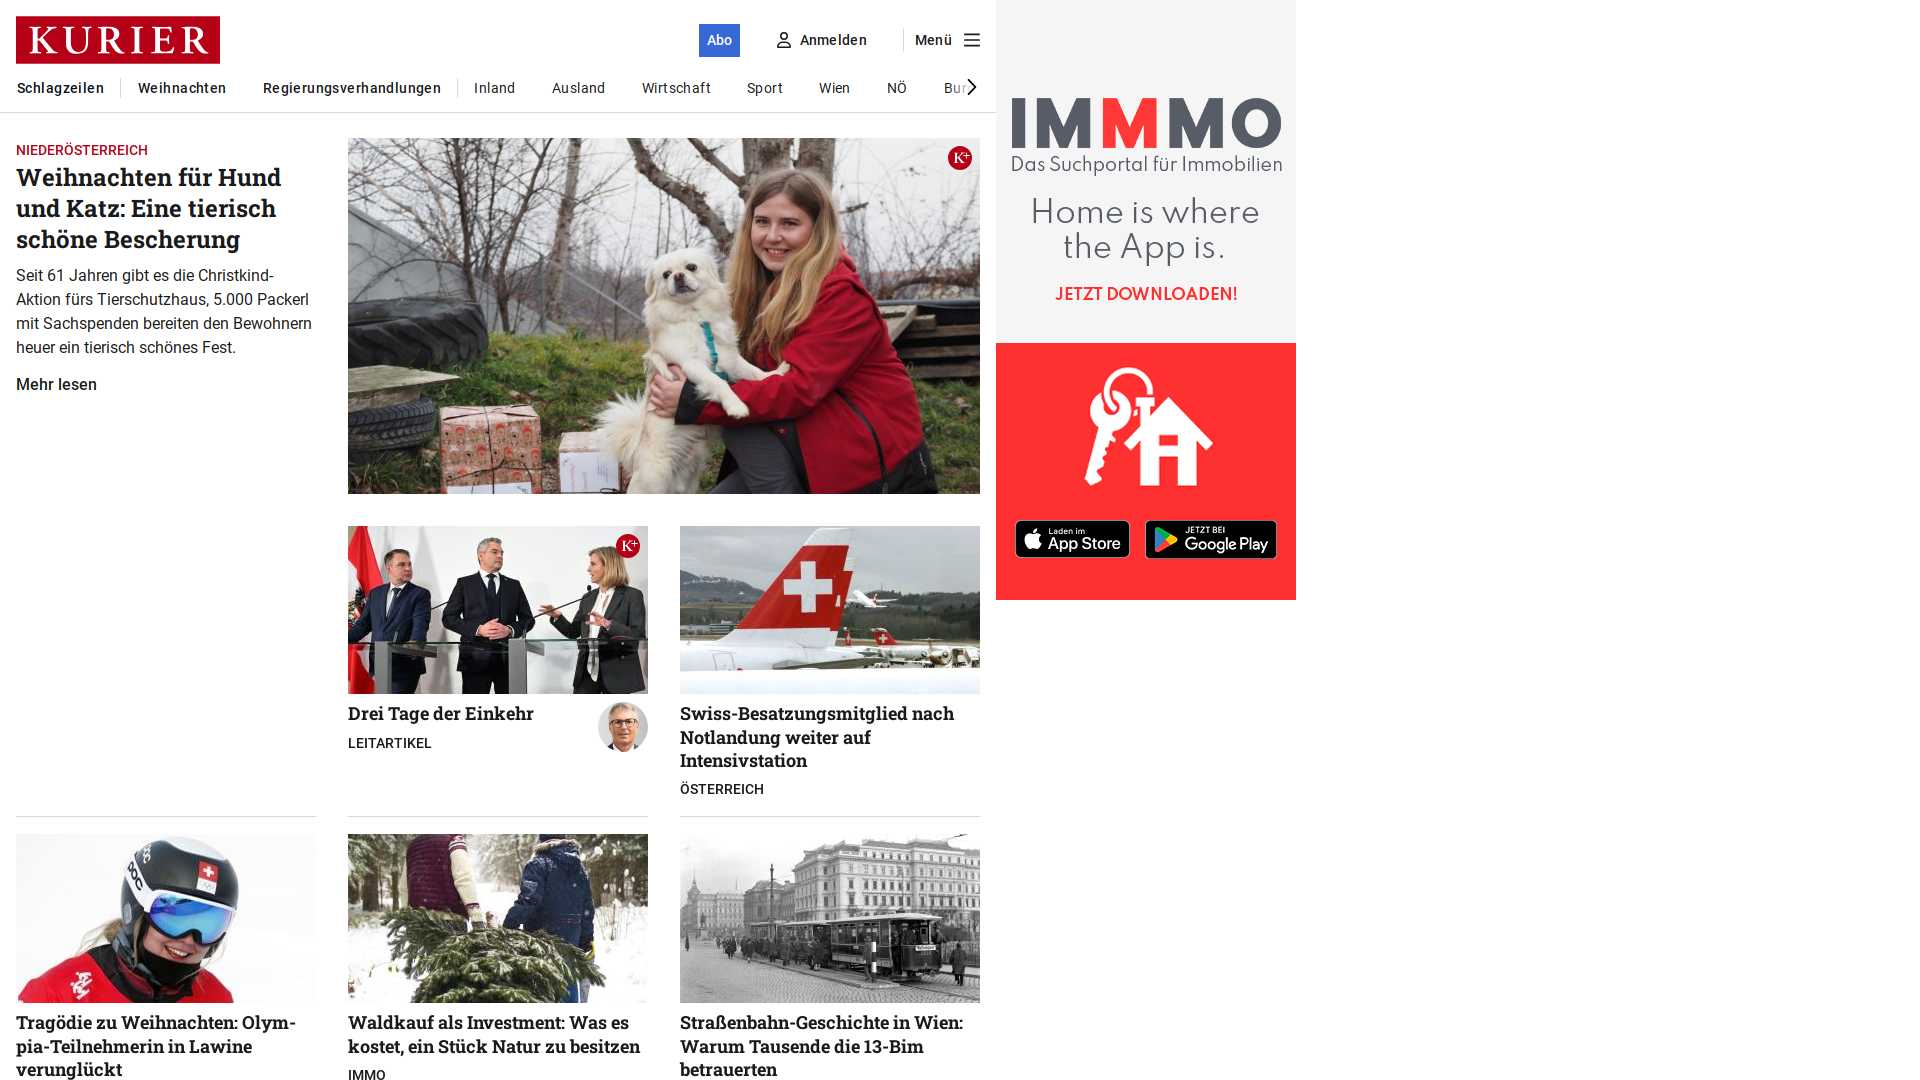 KURIER
Abo
Anmelden
Menü
Schlagzeilen
Weihnachten
Regierungsverhandlungen
Inland
Ausland
Wirtschaft
Sport
Wien
NÖ
NIEDERÖSTERREICH
Weihnachten für Hund
und Katz: Eine tierisch
schöne Bescherung
Seit 61 Jahren gibt es die Christkind-
Aktion fürs Tierschutzhaus, 5.000 Packerl
mit Sachspenden bereiten den Bewohnern
heuer ein tierisch schönes Fest.
Mehr lesen
K+
K+
Drei Tage der Einkehr
LEITARTIKEL
Swiss-Besatzungsmitglied nach
Notlandung weiter auf
Intensivstation
ÖSTERREICH
POC
Tragödie zu Weihnachten: Olym-
pia-Teilnehmerin in Lawine
verunglückt
Waldkauf als Investment: Was es
kostet, ein Stück Natur zu besitzen
IMMO
Straßenbahn-Geschichte in Wien:
Warum Tausende die 13-Bim
betrauerten
IMMMO
Das Suchportal für Immobilien
Home is where
the App is.
JETZT DOWNLOADEN!
Laden im
App Store
JETZT BEI
Google Play